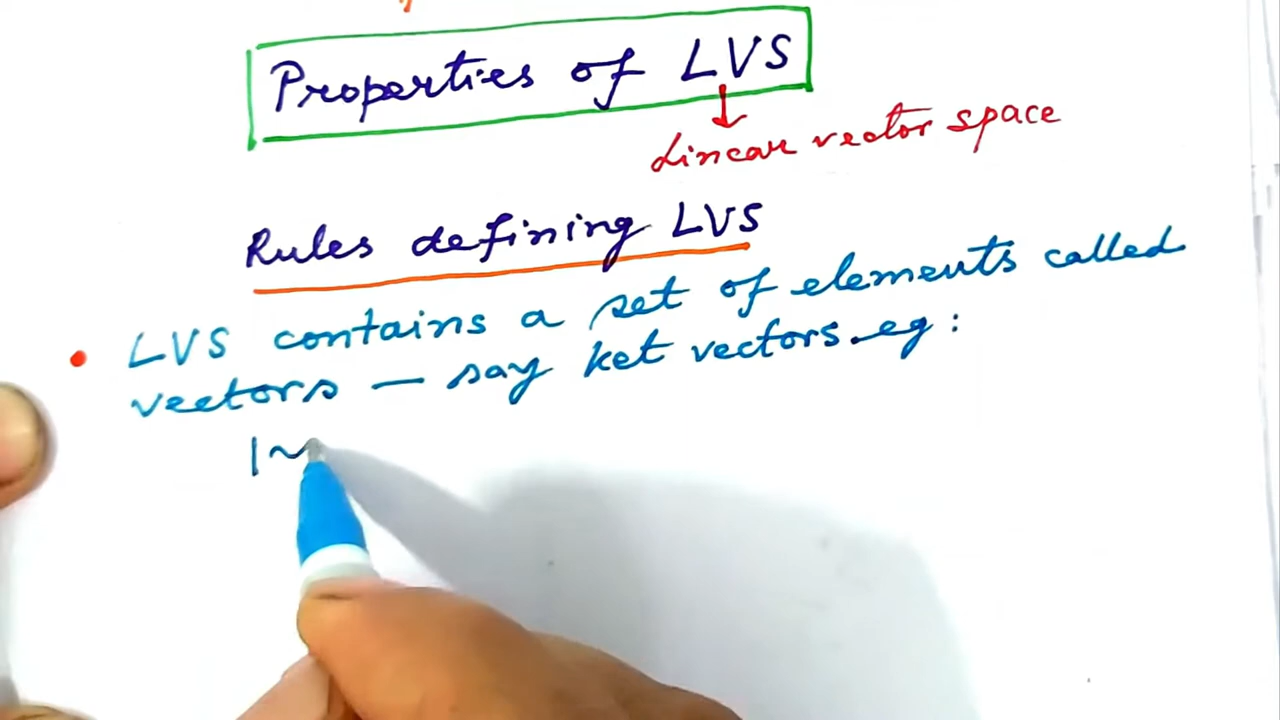 Properties of LVS
Linear vector space
Rules defining LVS
• LVS contains a set of elements called
vectors — say ket vectors eg:
|~